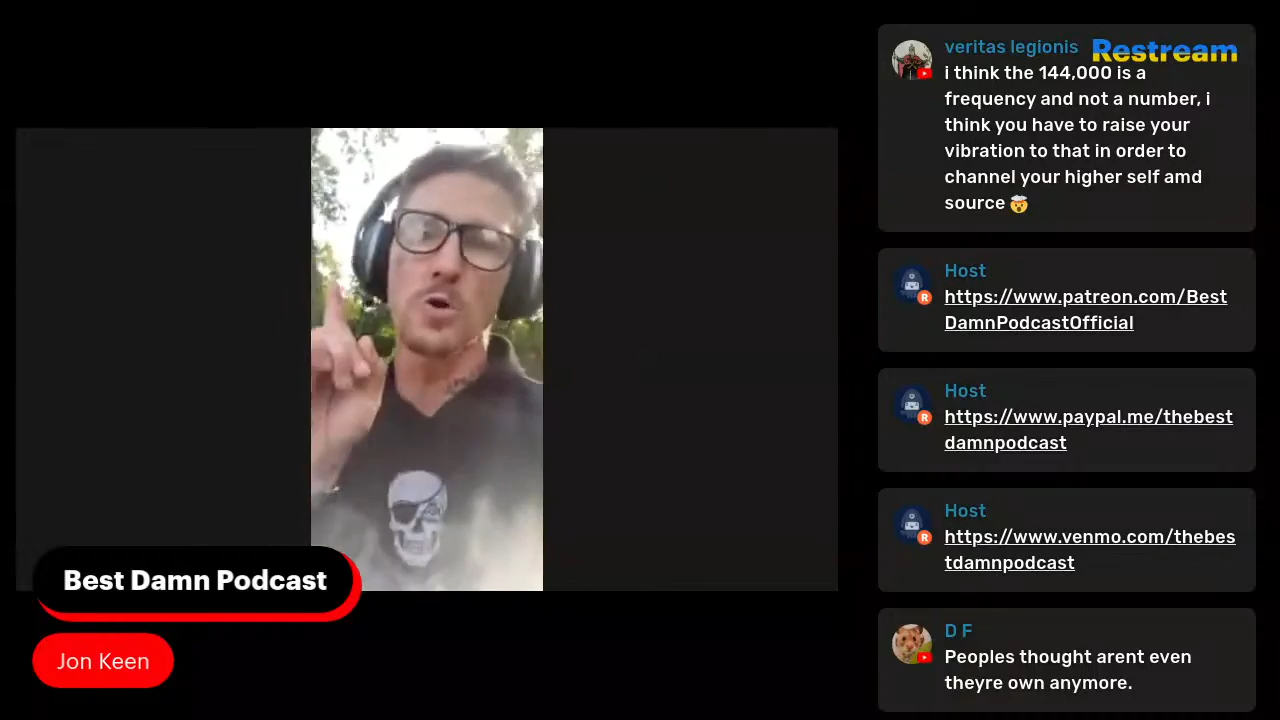 Restream
veritas legionis
i think the 144,000 is a
frequency and not a number, i
think you have to raise your
vibration to that in order to
channel your higher self amd
source 🤯
Host
https://www.patreon.com/Best
DamnPodcastOfficial
Host
https://www.paypal.me/thebest
damnpodcast
Host
https://www.venmo.com/thebes
tdamnpodcast
D F
Peoples thought arent even
theyre own anymore.
Best Damn Podcast
Jon Keen